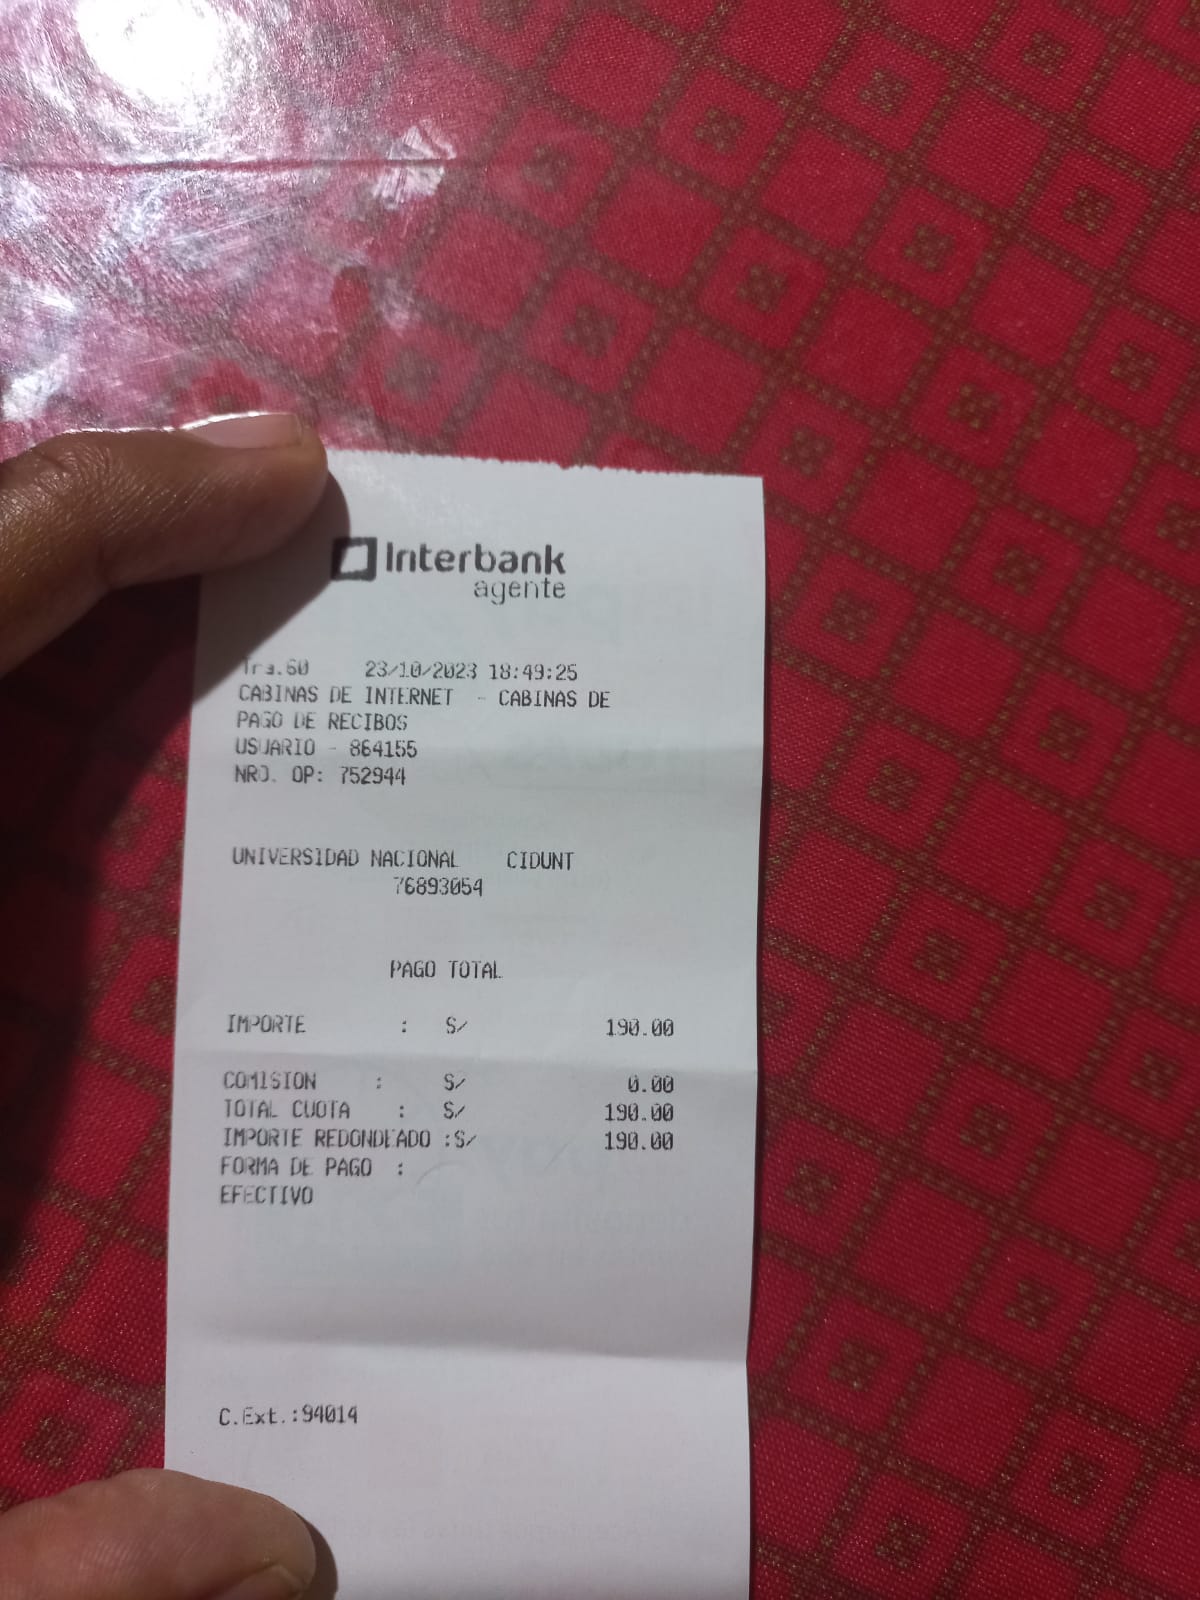 Interbank
agente
Tra.60 23/10/2023 18:49:25
CABINAS DE INTERNET - CABINAS DE
PAGO DE RECIBOS
USUARIO - 864155
NRO. OP: 752944
UNIVERSIDAD NACIONAL CIDUNT
76893054
PAGO TOTAL
IMPORTE : S/ 190.00
COMISION : S/ 0.00
TOTAL CUOTA : S/ 190.00
IMPORTE REDONDEADO :S/ 190.00
FORMA DE PAGO :
EFECTIVO
C.Ext.:94014